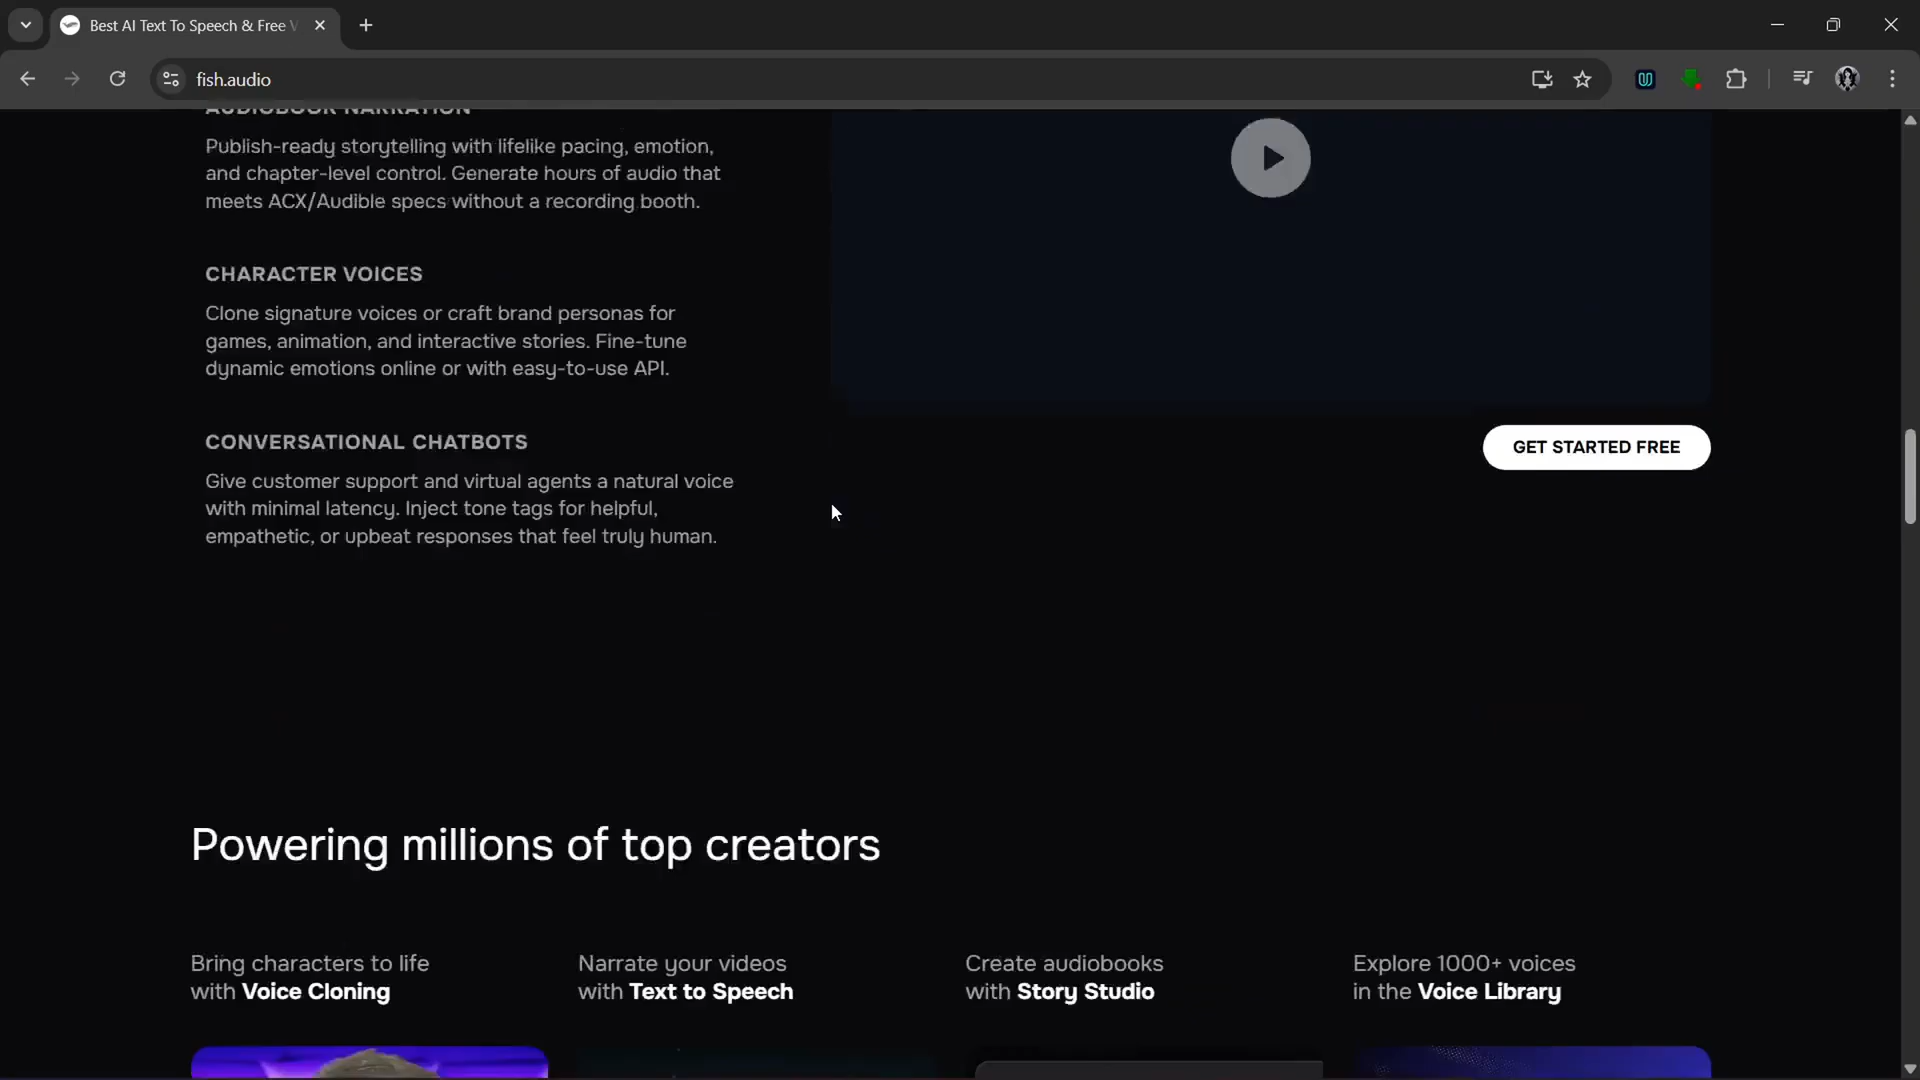 Best AI Text To Speech & Free V
fish.audio
AUDIOBOOK NARRATION
Publish-ready storytelling with lifelike pacing, emotion,
and chapter-level control. Generate hours of audio that
meets ACX/Audible specs without a recording booth.
CHARACTER VOICES
Clone signature voices or craft brand personas for
games, animation, and interactive stories. Fine-tune
dynamic emotions online or with easy-to-use API.
CONVERSATIONAL CHATBOTS
Give customer support and virtual agents a natural voice
with minimal latency. Inject tone tags for helpful,
empathetic, or upbeat responses that feel truly human.
GET STARTED FREE
Powering millions of top creators
Bring characters to life
with Voice Cloning
Narrate your videos
with Text to Speech
Create audiobooks
with Story Studio
Explore 1000+ voices
in the Voice Library